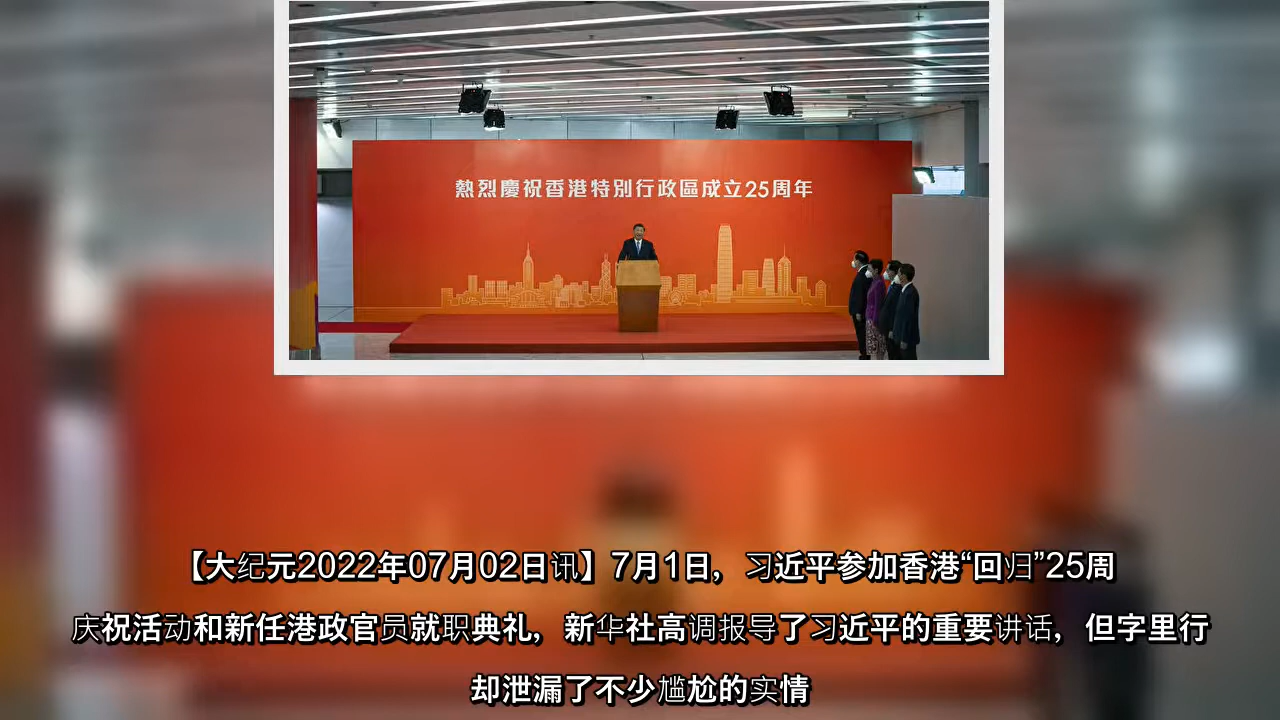 熱烈慶祝香港特別行政區成立25周年
【大纪元2022年07月02日讯】7月1日，习近平参加香港“回归”25周
庆祝活动和新任港政官员就职典礼，新华社高调报导了习近平的重要讲话，但字里行
却泄漏了不少尴尬的实情